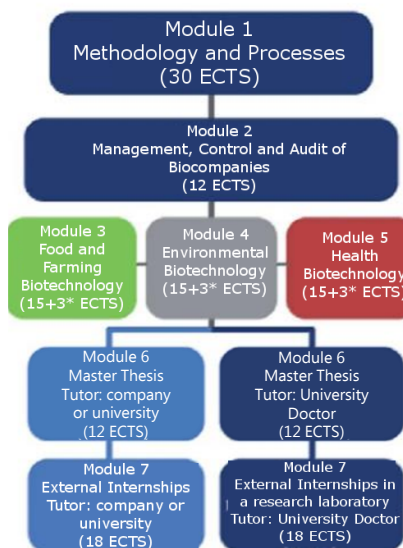 Module 1
Methodology and Processes
(30 ECTS)
Module 2
Management, Control and Audit of
Biocompanies
(12 ECTS)
Module 3
Food and
Farming
Biotechnology
(15+3* ECTS)
Module 4
Environmental
Biotechnology
(15+3* ECTS)
Module 5
Health
Biotechnology
(15+3* ECTS)
Module 6
Master Thesis
Tutor: company
or university
(12 ECTS)
Module 6
Master Thesis
Tutor: University
Doctor
(12 ECTS)
Module 7
External Internships
Tutor: company or
university
(18 ECTS)
Module 7
External Internships in
a research laboratory
Tutor: University Doctor
(18 ECTS)